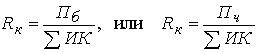 R_к = П_б / ∑ ИК, или R_к = П_ч / ∑ ИК